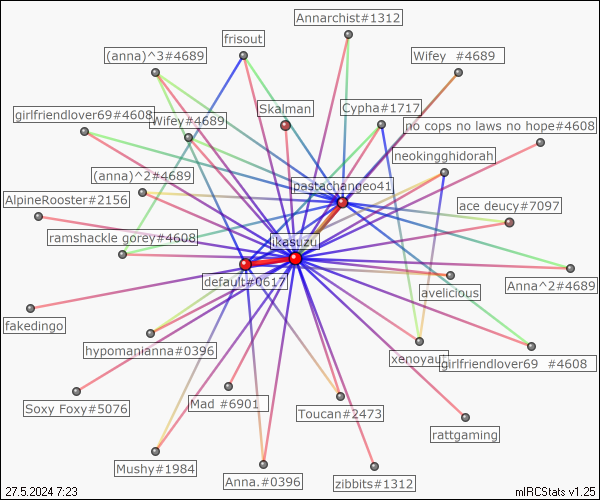 Annarchist#1312
frisout
(anna)^3#4689
Wifey  #4689
Skalman
Cypha#1717
girlfriendlover69#4608
Wifey#4689
no cops no laws no hope#4608
neokingghidorah
(anna)^2#4689
pastachangeo41
AlpineRooster#2156
ace deucy#7097
ramshackle gorey#4608
ikasuzu
default#0617
Anna^2#4689
avelicious
fakedingo
hypomanianna#0396
xenoyaut
girlfriendlover69  #4608
Soxy Foxy#5076
Mad #6901
Toucan#2473
rattgaming
Mushy#1984
Anna.#0396
zibbits#1312
27.5.2024 7:23
mIRCStats v1.25